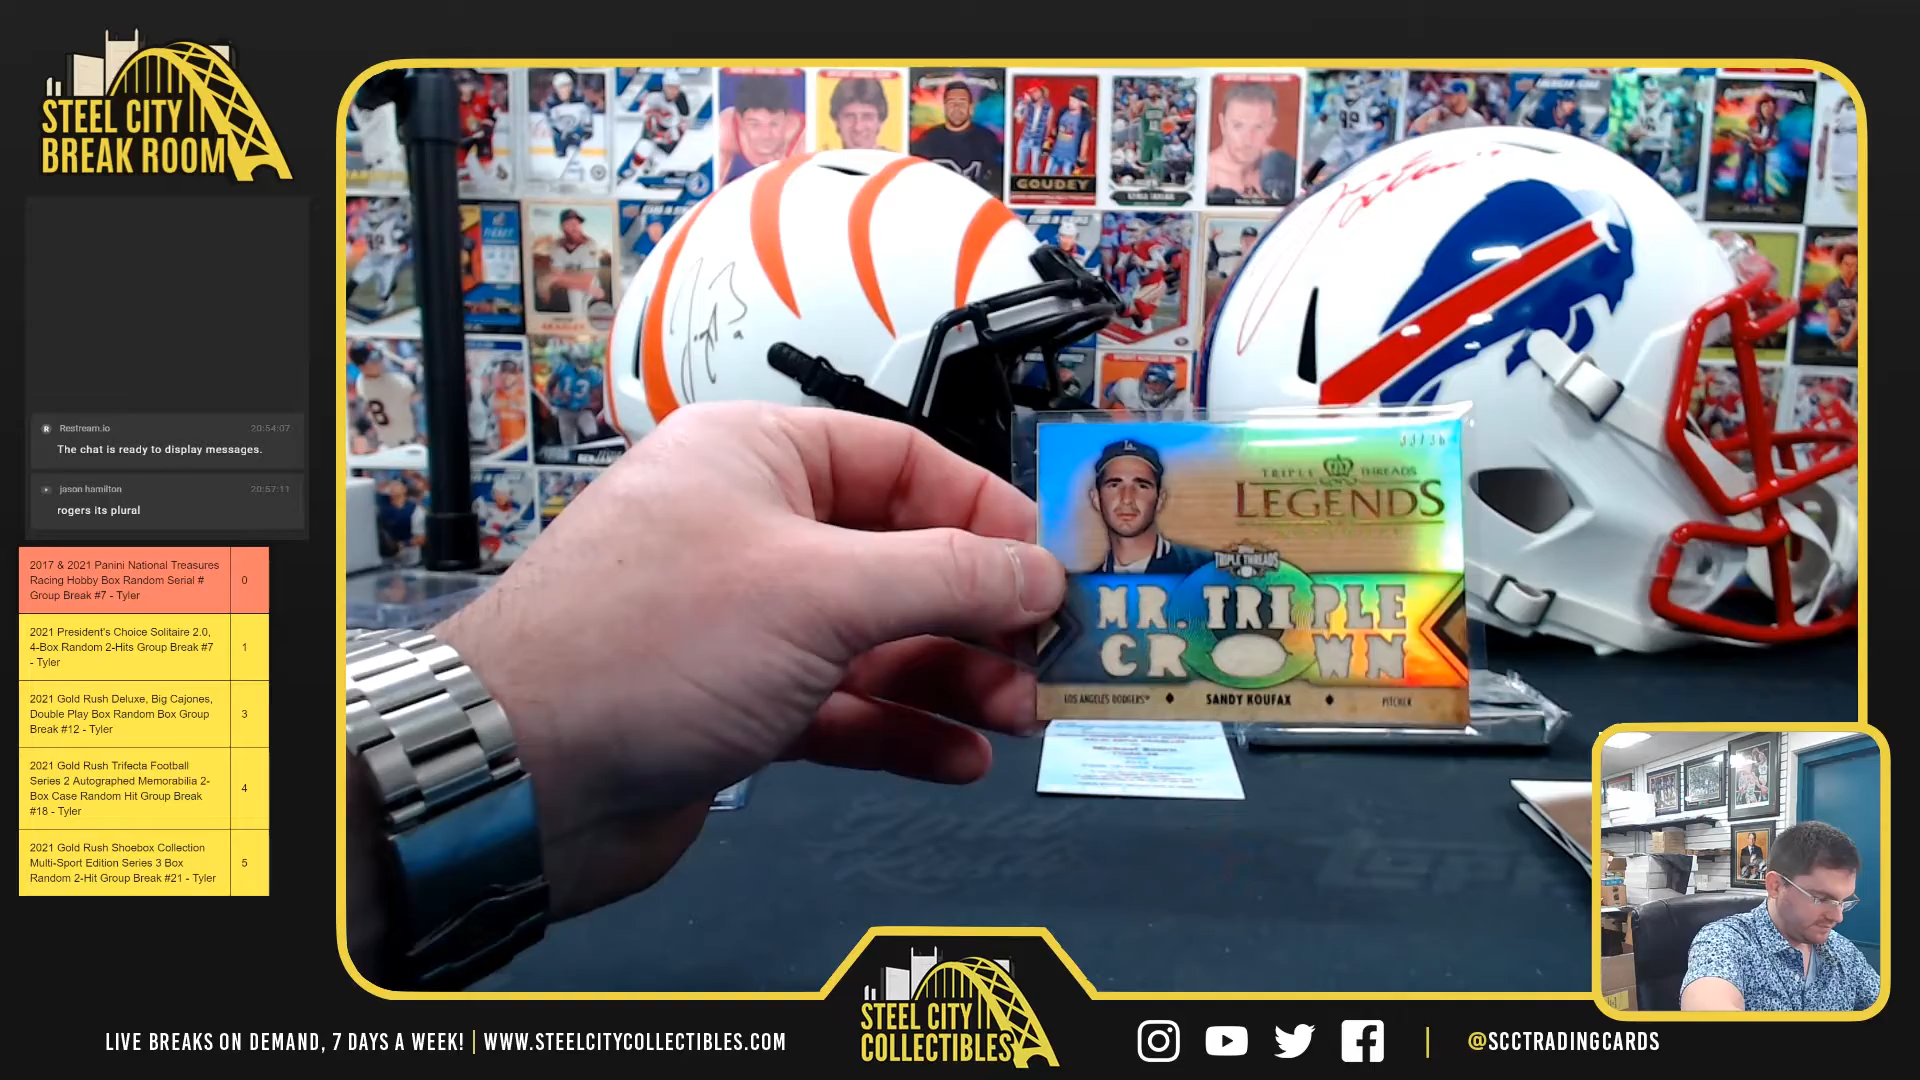 STEEL CITY
BREAK ROOM
Restream.io 20:54:07
The chat is ready to display messages.
jason hamilton 20:57:11
rogers its plural
2017 & 2021 Panini National Treasures
Racing Hobby Box Random Serial #
Group Break #7 - Tyler
0
2021 President's Choice Solitaire 2.0,
4-Box Random 2-Hits Group Break #7
- Tyler
1
2021 Gold Rush Deluxe, Big Cajones,
Double Play Box Random Box Group
Break #12 - Tyler
3
2021 Gold Rush Trifecta Football
Series 2 Autographed Memorabilia 2-
Box Case Random Hit Group Break
#18 - Tyler
4
2021 Gold Rush Shoebox Collection
Multi-Sport Edition Series 3 Box
Random 2-Hit Group Break #21 - Tyler
5
GOUDEY
33/36
TRIPLE THREADS
LEGENDS
TRIPLE THREADS
MR. TRIPLE
CROWN
LOS ANGELES DODGERS
SANDY KOUFAX
PITCHER
LIVE BREAKS ON DEMAND, 7 DAYS A WEEK! | WWW.STEELCITYCOLLECTIBLES.COM
STEEL CITY
COLLECTIBLES
@SCCTRADINGCARDS